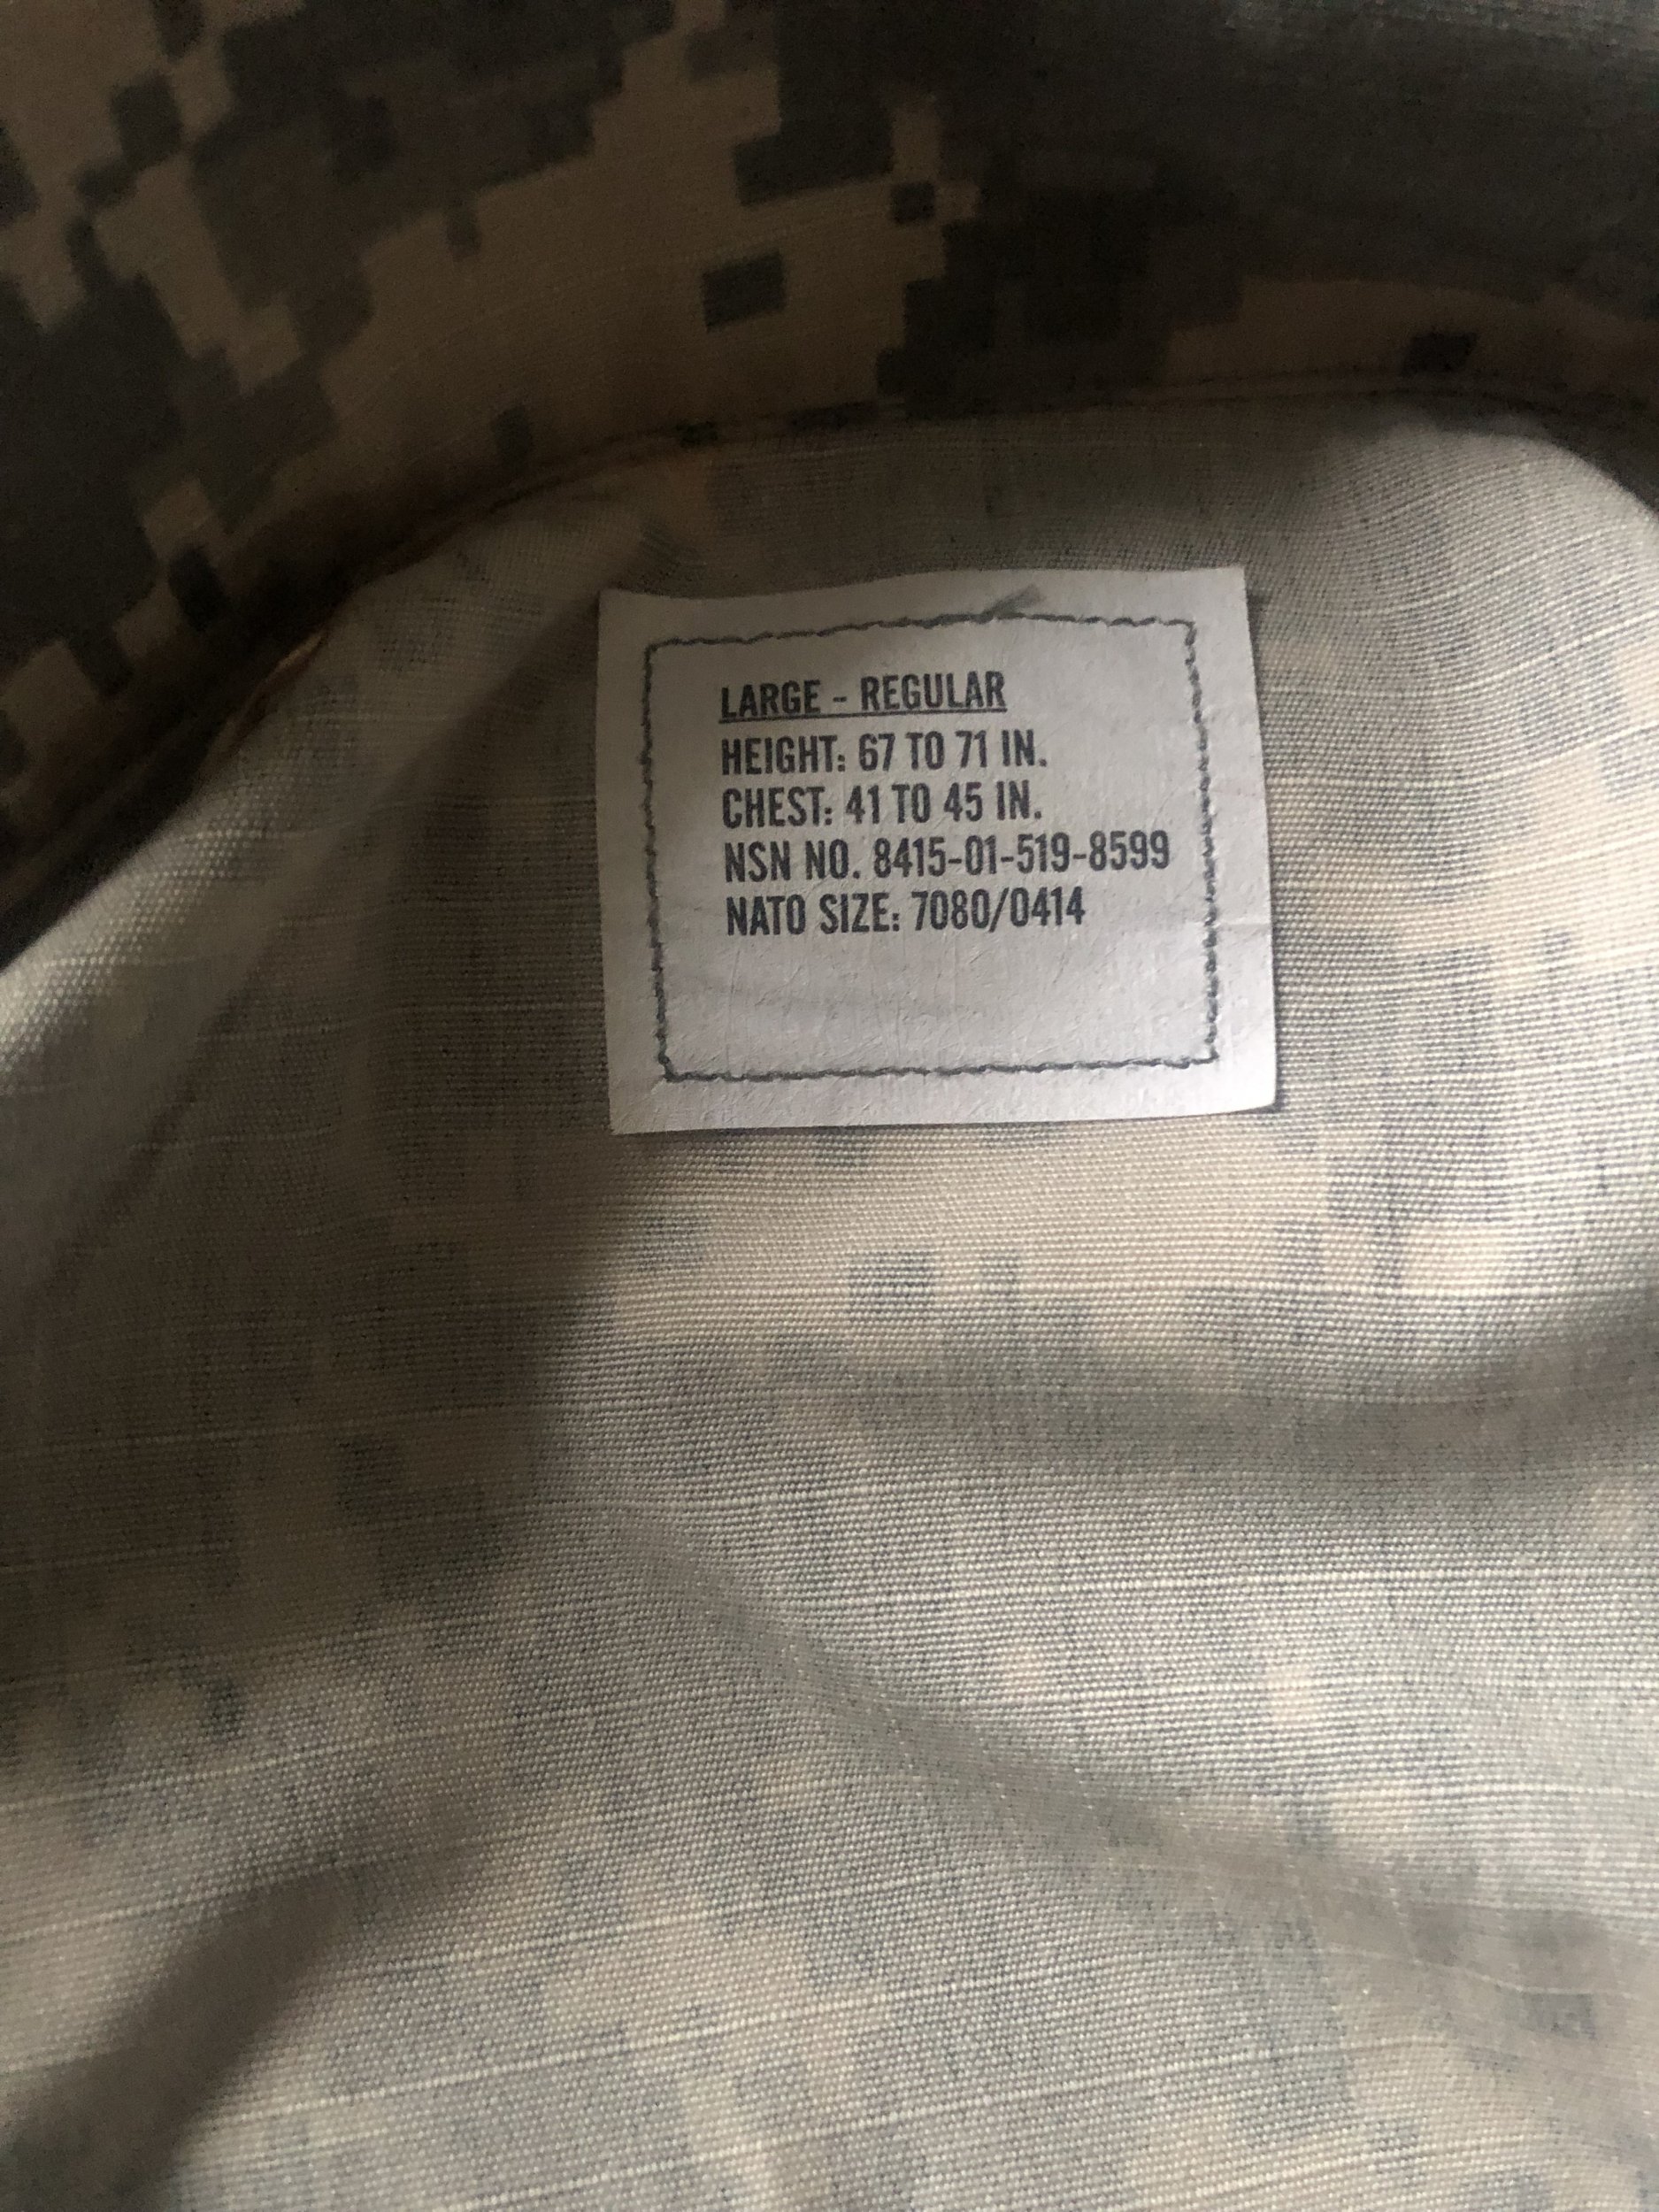 LARGE - REGULAR
HEIGHT: 67 TO 71 IN.
CHEST: 41 TO 45 IN.
NSN NO. 8415-01-519-8599
NATO SIZE: 7080/0414